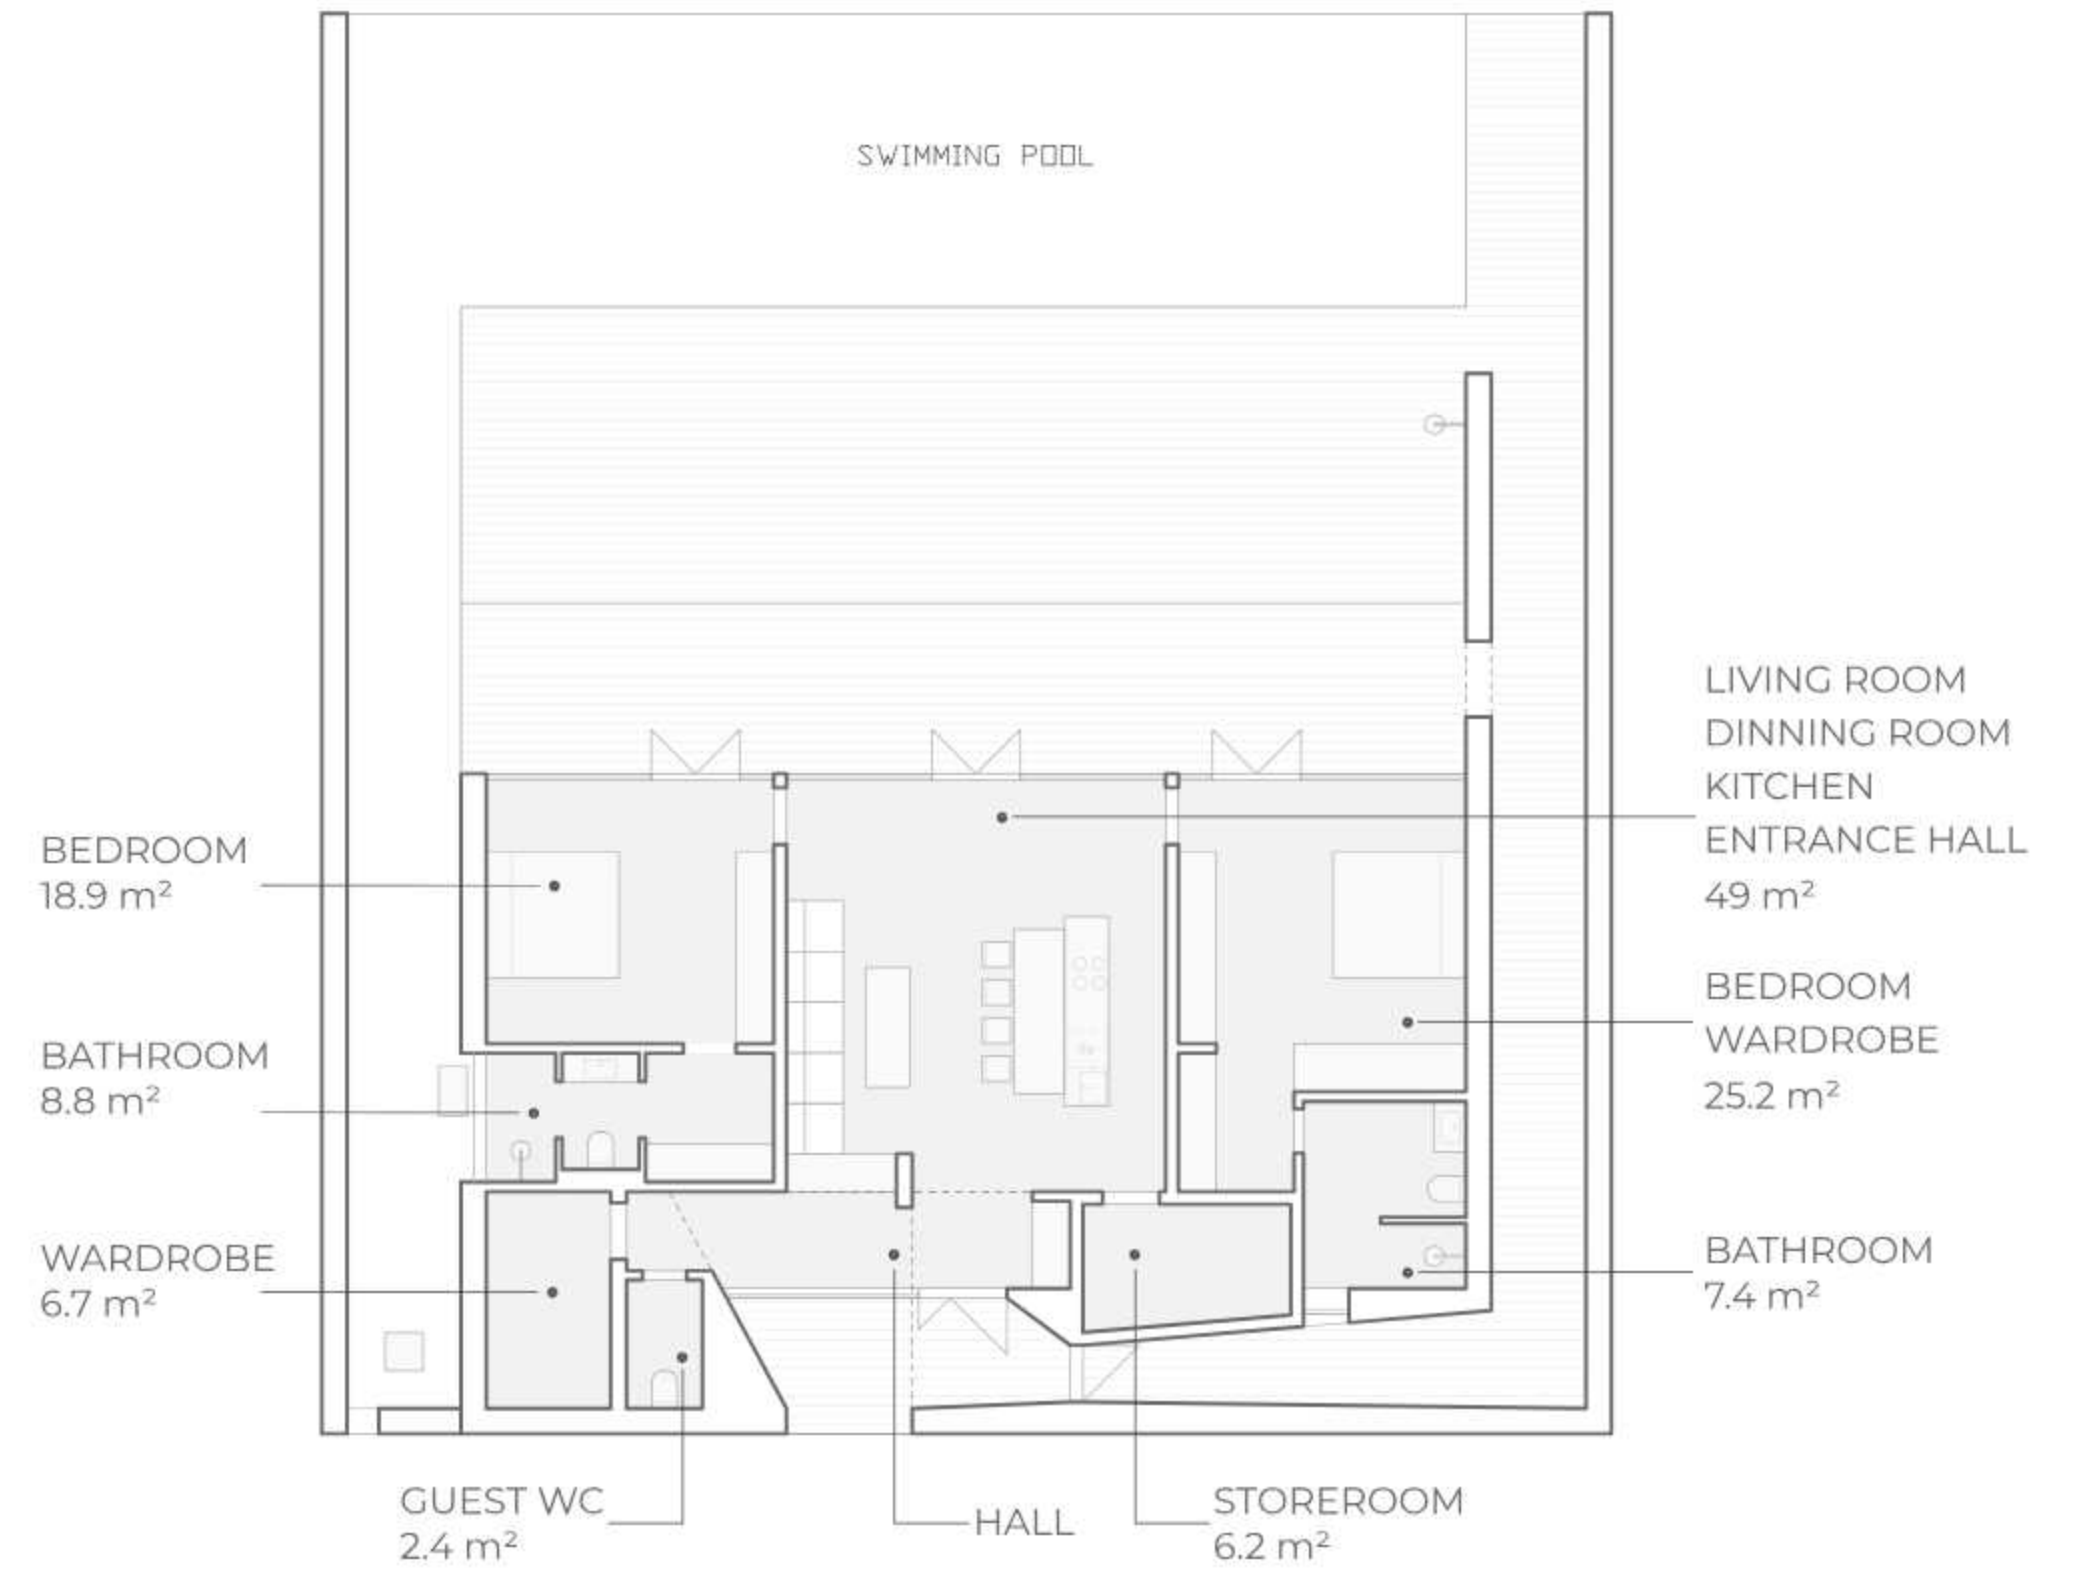 SWIMMING POOL
LIVING ROOM
DINNING ROOM
KITCHEN
ENTRANCE HALL
49 m²
BEDROOM
18.9 m²
BEDROOM
WARDROBE
25.2 m²
BATHROOM
8.8 m²
WARDROBE
6.7 m²
BATHROOM
7.4 m²
GUEST WC
2.4 m²
HALL
STOREROOM
6.2 m²